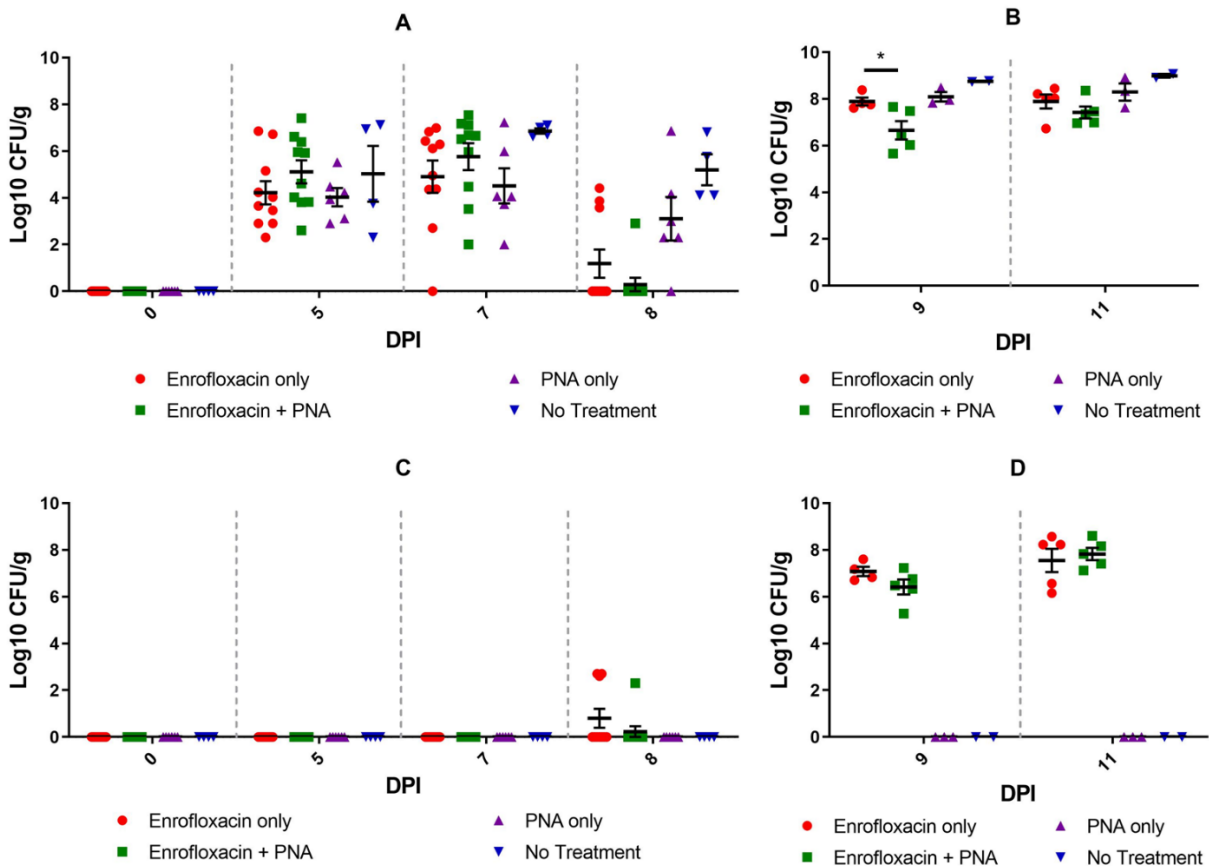 A
Log10 CFU/g
10
8
6
4
2
0
0
5
7
8
DPI
Enrofloxacin only
PNA only
Enrofloxacin + PNA
No Treatment
B
Log10 CFU/g
10
8
6
4
2
0
*
9
11
DPI
Enrofloxacin only
PNA only
Enrofloxacin + PNA
No Treatment
C
Log10 CFU/g
10
8
6
4
2
0
0
5
7
8
DPI
Enrofloxacin only
PNA only
Enrofloxacin + PNA
No Treatment
D
Log10 CFU/g
10
8
6
4
2
0
9
11
DPI
Enrofloxacin only
PNA only
Enrofloxacin + PNA
No Treatment